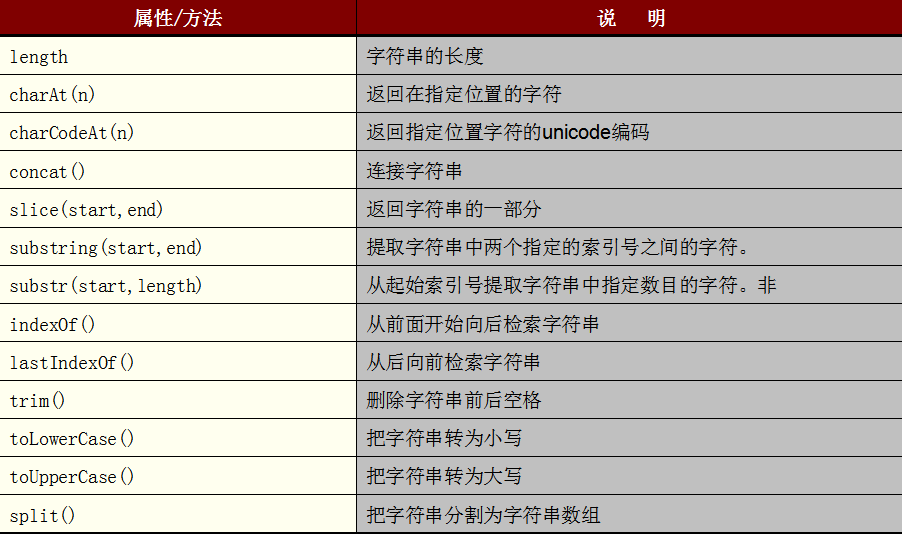 属性/方法 说 明
length 字符串的长度
charAt(n) 返回在指定位置的字符
charCodeAt(n) 返回指定位置字符的unicode编码
concat() 连接字符串
slice(start,end) 返回字符串的一部分
substring(start,end) 提取字符串中两个指定的索引号之间的字符。
substr(start,length) 从起始索引号提取字符串中指定数目的字符。非
indexOf() 从前面开始向后检索字符串
lastIndexOf() 从后向前检索字符串
trim() 删除字符串前后空格
toLowerCase() 把字符串转为小写
toUpperCase() 把字符串转为大写
split() 把字符串分割为字符串数组